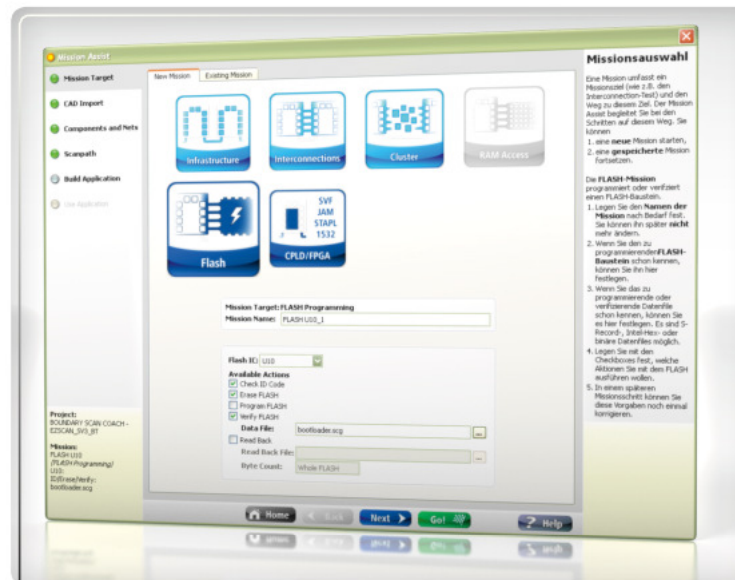 Mission Assist
Mission Target
CAD Import
Components and Nets
Scanpath
Build Application
Use Application
Project:
BOUNDARY SCAN COACH -
EZSCAN_SV3_BT
Mission:
FLASH U10
(FLASH Programming)
U10:
ID/Erase/Verify:
bootloader.scg
New Mission
Existing Mission
Infrastructure
Interconnections
Cluster
RAM Access
Flash
SVF
JAM
STAPL
1532
CPLD/FPGA
Mission Target: FLASH Programming
Mission Name: FLASH U10_1
Flash IC: U10
Available Actions
Check ID Code
Erase FLASH
Program FLASH
Verify FLASH
Data File: bootloader.scg ...
Read Back
Read Back File: ...
Byte Count: Whole FLASH
Home
Back
Next
Go!
? Help
Missionsauswahl
Eine Mission umfasst ein
Missionsziel (wie z.B. den
Interconnection-Test) und den
Weg zu diesem Ziel. Der Mission
Assist begleitet Sie bei den
Schritten auf diesem Weg. Sie
können
1. eine neue Mission starten,
2. eine gespeicherte Mission
fortsetzen.
Die FLASH-Mission
programmiert oder verifiziert
einen FLASH-Baustein.
1. Legen Sie den Namen der
Mission nach Bedarf fest.
Sie können ihn später nicht
mehr ändern.
2. Wenn Sie den zu
programmierendenFLASH-
Baustein schon kennen,
können Sie ihn hier
festlegen.
3. Wenn Sie das zu
programmierende oder
verifizierende Datenfile
schon kennen, können Sie
es hier festlegen. Es sind S-
Record-, Intel-Hex- oder
binäre Datenfiles möglich.
4. Legen Sie mit den
Checkboxes fest, welche
Aktionen Sie mit dem FLASH
ausführen wollen.
5. In einem späteren
Missionsschritt können Sie
diese Vorgaben noch einmal
korrigieren.